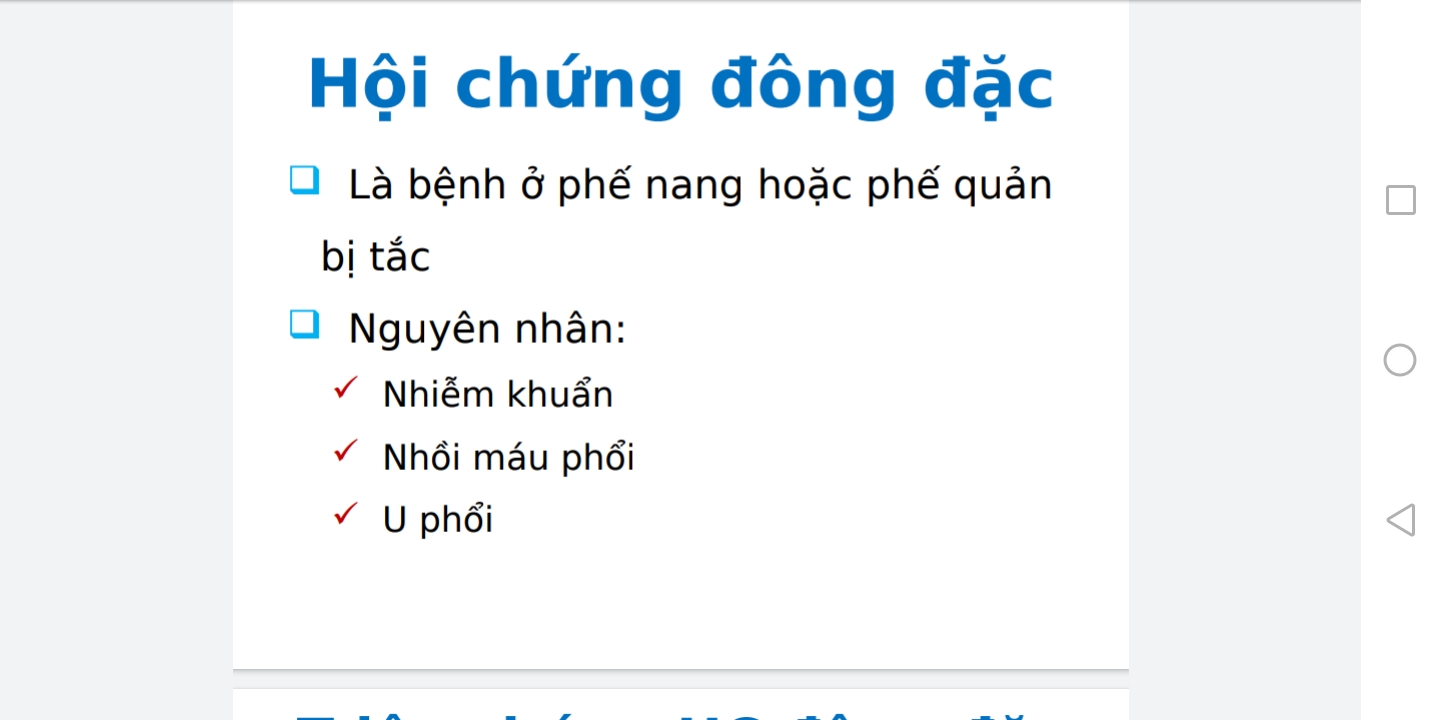 Hội chứng đông đặc
Là bệnh ở phế nang hoặc phế quản
bị tắc
Nguyên nhân:
Nhiễm khuẩn
Nhồi máu phổi
U phổi